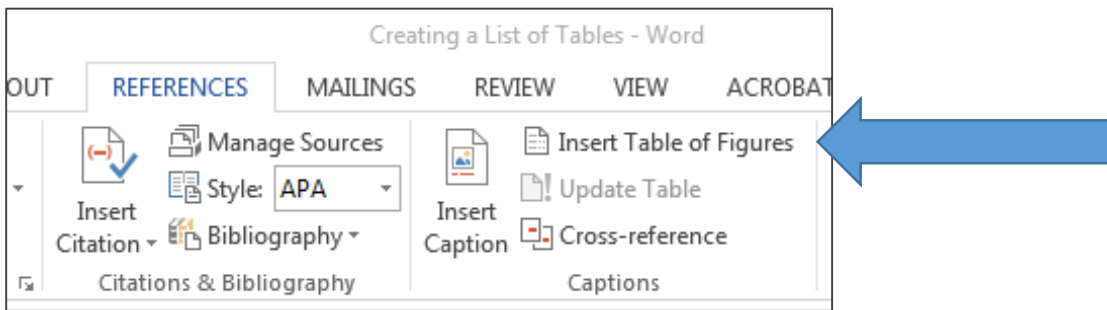 Creating a List of Tables - Word
OUT REFERENCES MAILINGS REVIEW VIEW ACROBAT
Insert
Citation
Manage Sources
Style: APA
Bibliography
Citations & Bibliography
Insert
Caption
Insert Table of Figures
Update Table
Cross-reference
Captions